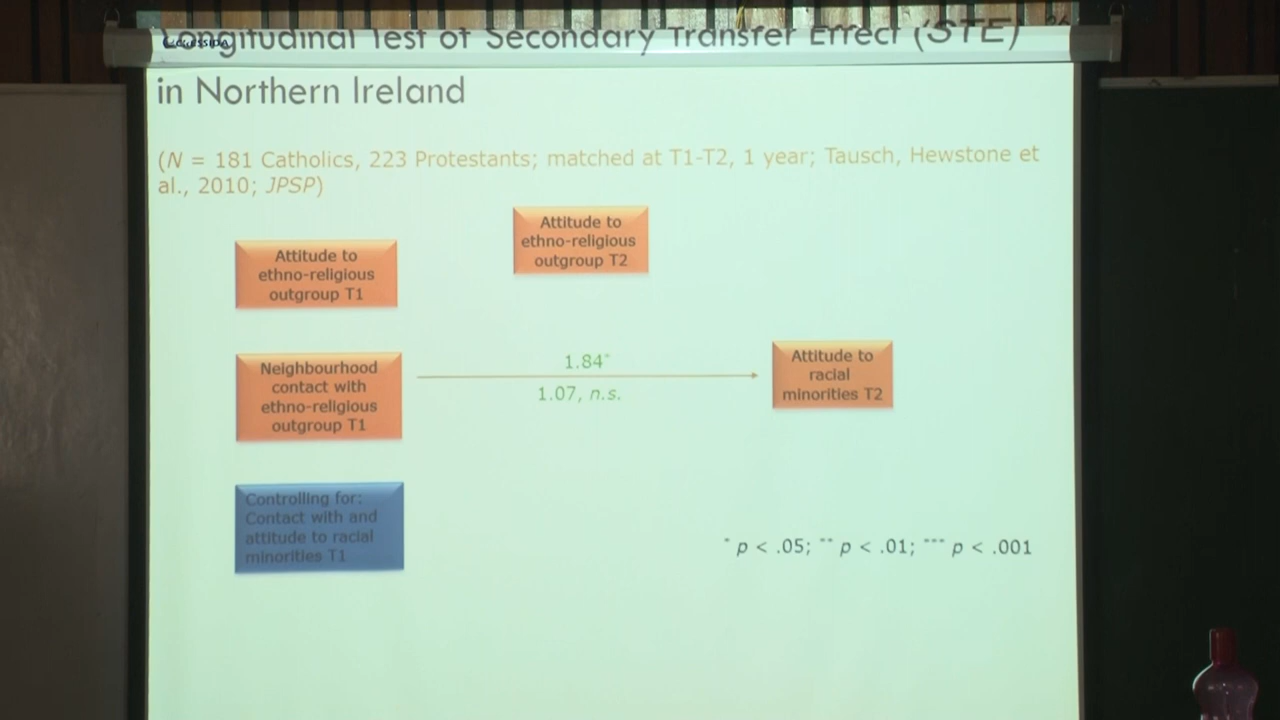 Longitudinal Test of Secondary Transfer Effect (STE)
in Northern Ireland
(N = 181 Catholics, 223 Protestants; matched at T1-T2, 1 year; Tausch, Hewstone et
al., 2010; JPSP)
Attitude to
ethno-religious
outgroup T2
Attitude to
ethno-religious
outgroup T1
Neighbourhood
contact with
ethno-religious
outgroup T1
1.84*
1.07, n.s.
Attitude to
racial
minorities T2
Controlling for:
Contact with and
attitude to racial
minorities T1
* p < .05; ** p < .01; *** p < .001